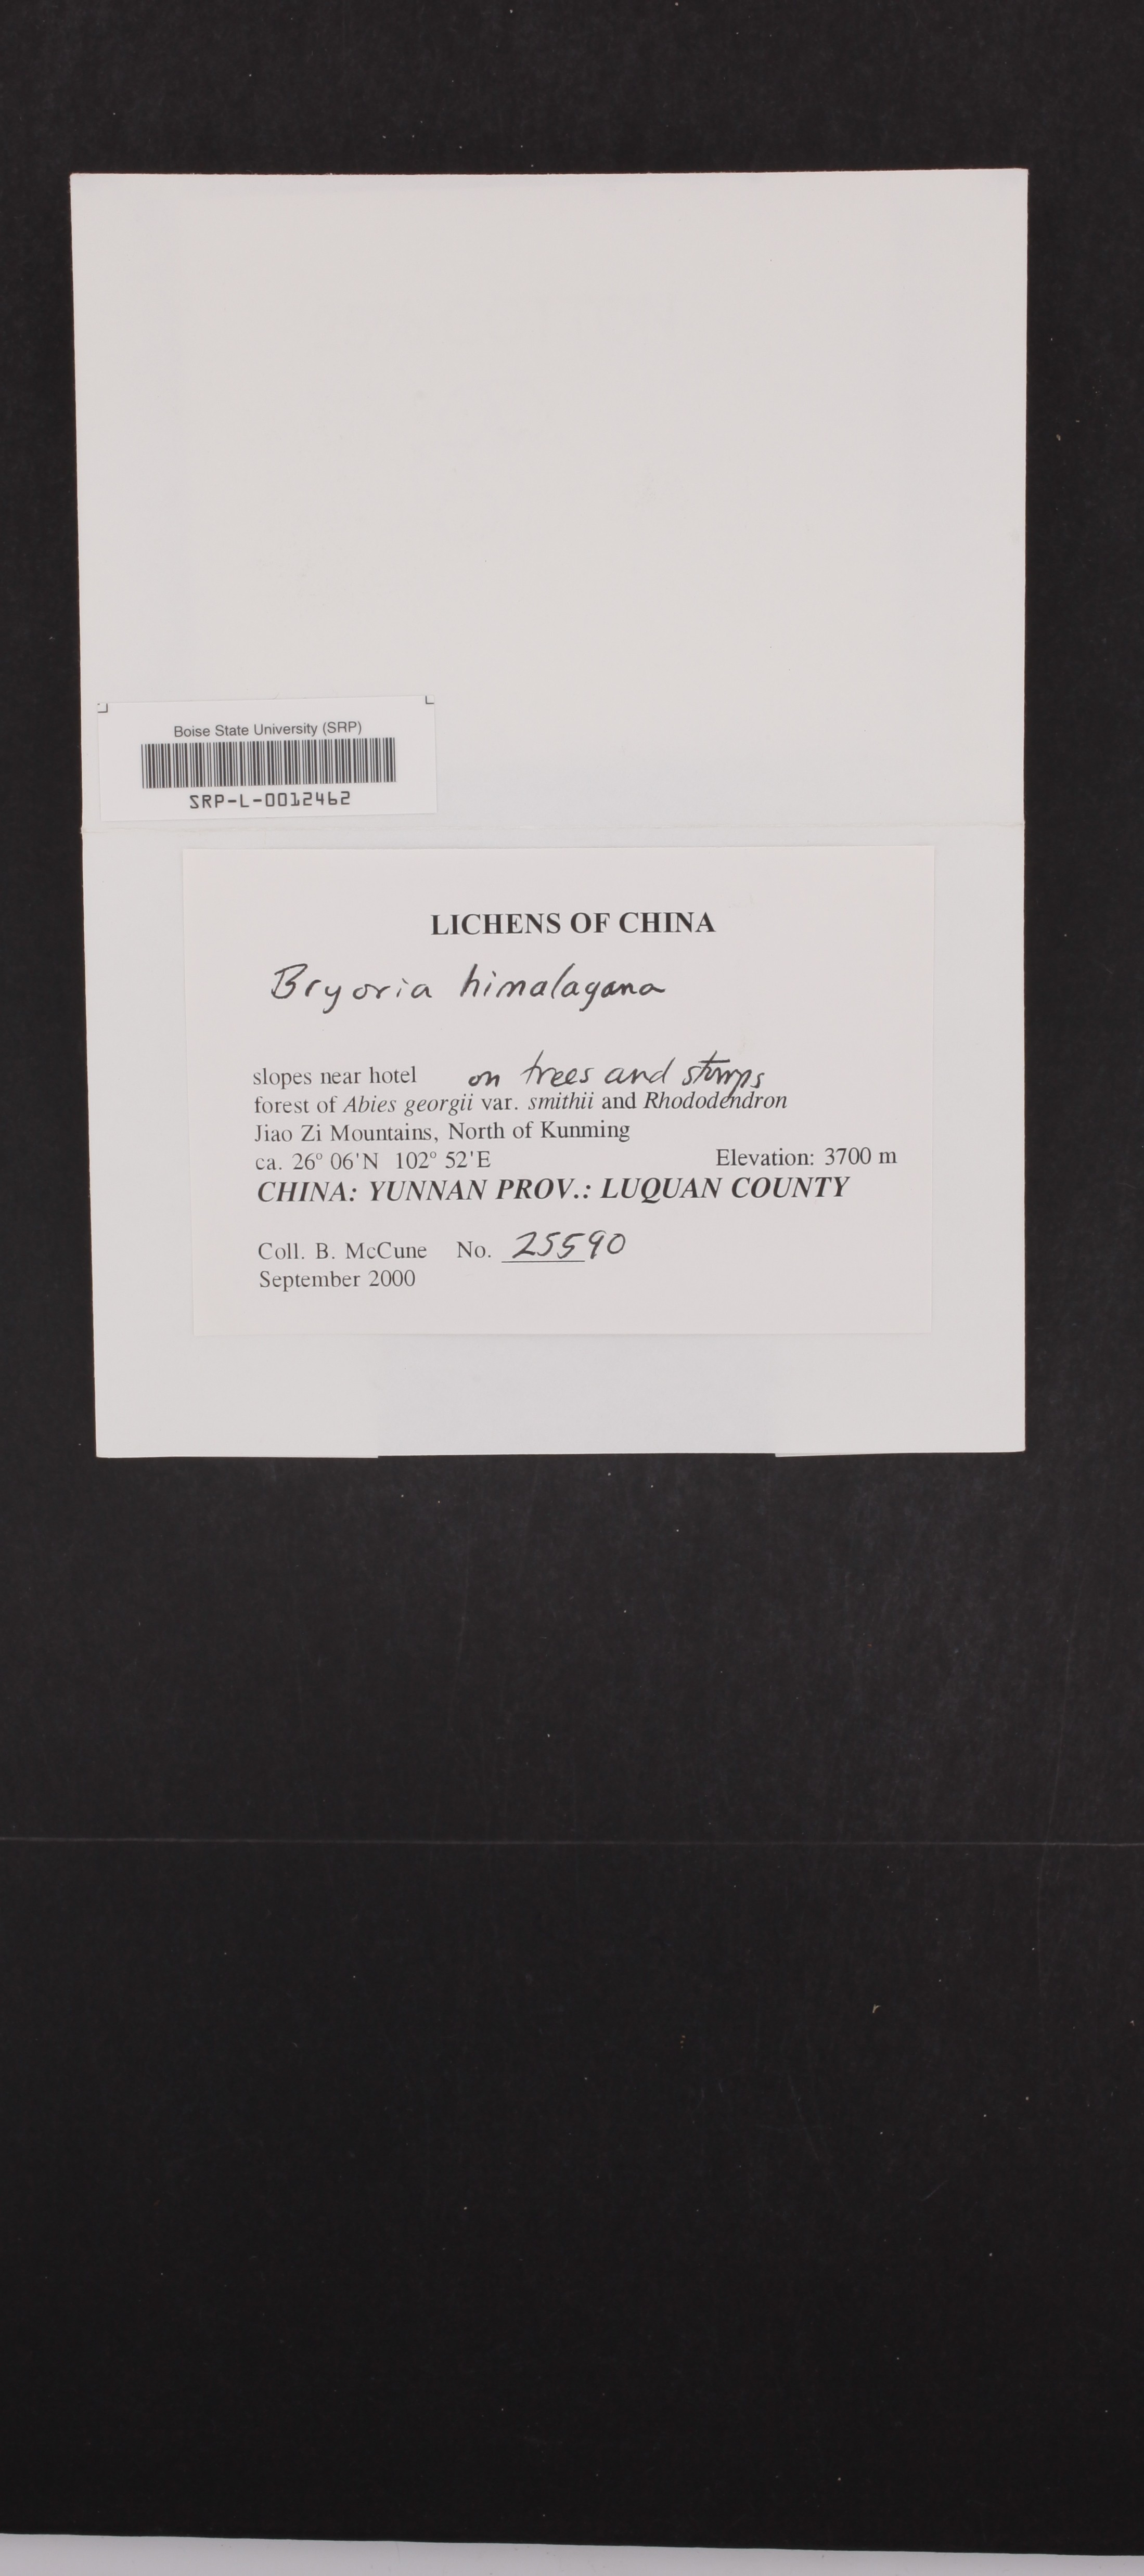 Boise State University (SRP)
SRP-L-0012462
LICHENS OF CHINA
Bryoria himalayana
slopes near hotel on trees and stumps
forest of Abies georgii var. smithii and Rhododendron
Jiao Zi Mountains, North of Kunming
ca. 26° 06'N 102° 52'E Elevation: 3700 m
CHINA: YUNNAN PROV.: LUQUAN COUNTY
Coll. B. McCune No. 25590
September 2000